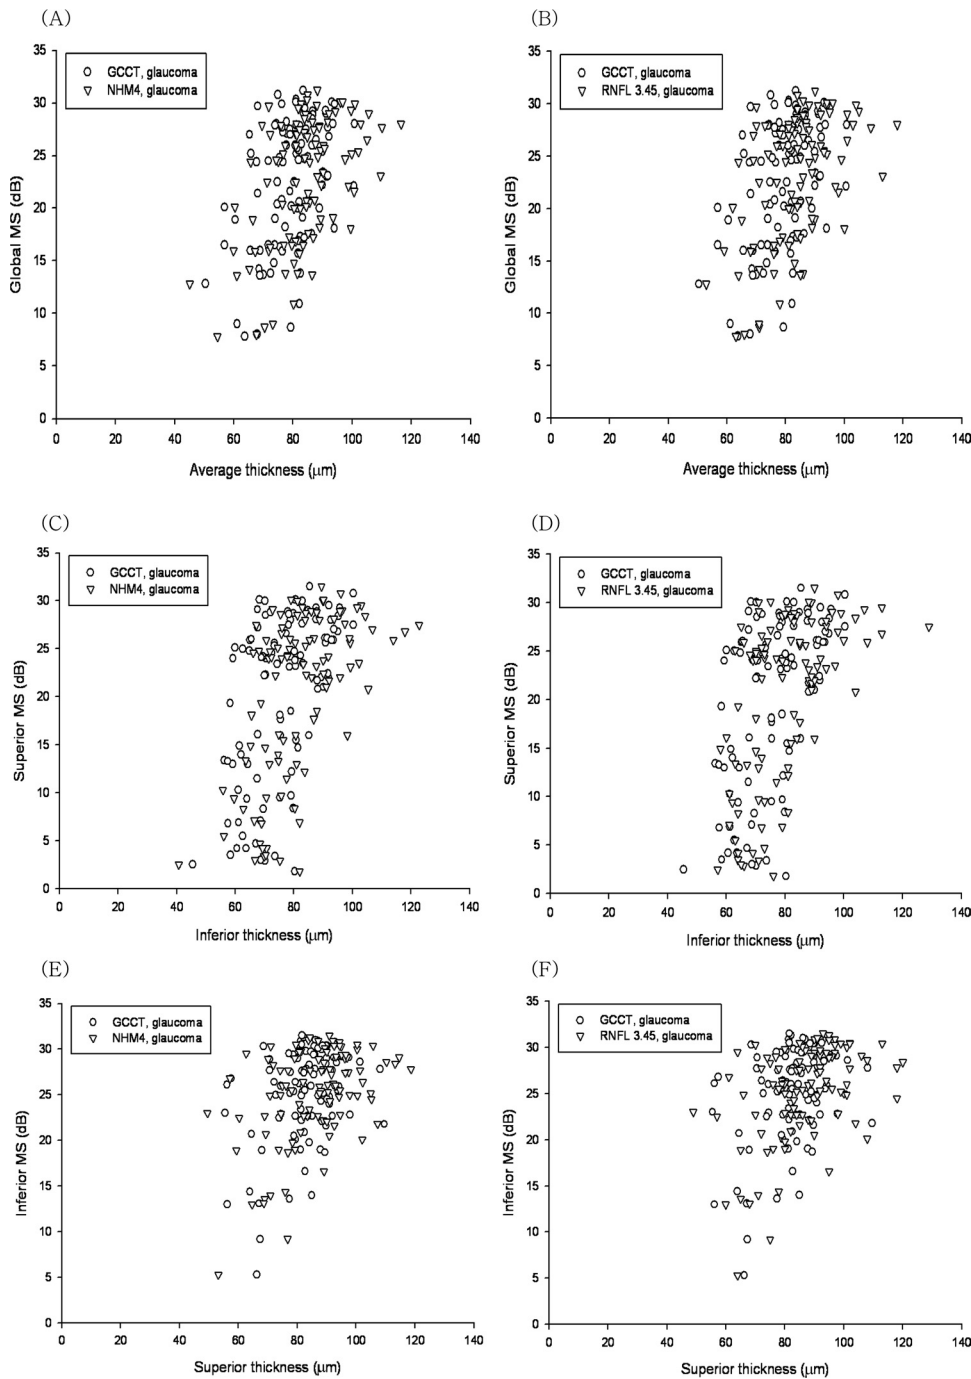 (A)
35
30
25
20
15
10
5
0
GCCT, glaucoma
NHM4, glaucoma
Global MS (dB)
0 20 40 60 80 100 120 140
Average thickness (μm)
(B)
35
30
25
20
15
10
5
0
GCCT, glaucoma
RNFL 3.45, glaucoma
Global MS (dB)
0 20 40 60 80 100 120 140
Average thickness (μm)
(C)
35
30
25
20
15
10
5
0
GCCT, glaucoma
NHM4, glaucoma
Superior MS (dB)
0 20 40 60 80 100 120 140
Inferior thickness (μm)
(D)
35
30
25
20
15
10
5
0
GCCT, glaucoma
RNFL 3.45, glaucoma
Superior MS (dB)
0 20 40 60 80 100 120 140
Inferior thickness (μm)
(E)
35
30
25
20
15
10
5
0
GCCT, glaucoma
NHM4, glaucoma
Inferior MS (dB)
0 20 40 60 80 100 120 140
Superior thickness (μm)
(F)
35
30
25
20
15
10
5
0
GCCT, glaucoma
RNFL 3.45, glaucoma
Inferior MS (dB)
0 20 40 60 80 100 120 140
Superior thickness (μm)